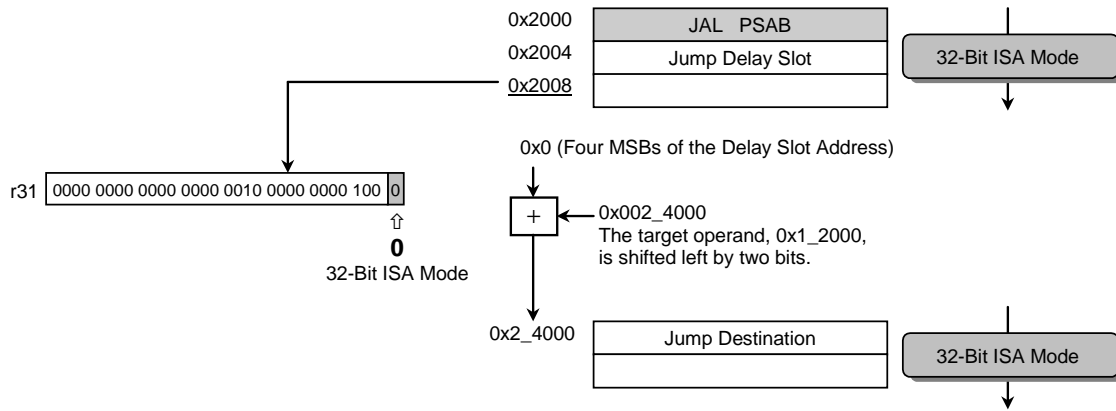 0x2000 JAL PSAB
0x2004 Jump Delay Slot 32-Bit ISA Mode
0x2008
0x0 (Four MSBs of the Delay Slot Address)
r31 0000 0000 0000 0000 0010 0000 0000 100 0
+ 0x002_4000
0 The target operand, 0x1_2000,
32-Bit ISA Mode is shifted left by two bits.
0x2_4000 Jump Destination 32-Bit ISA Mode